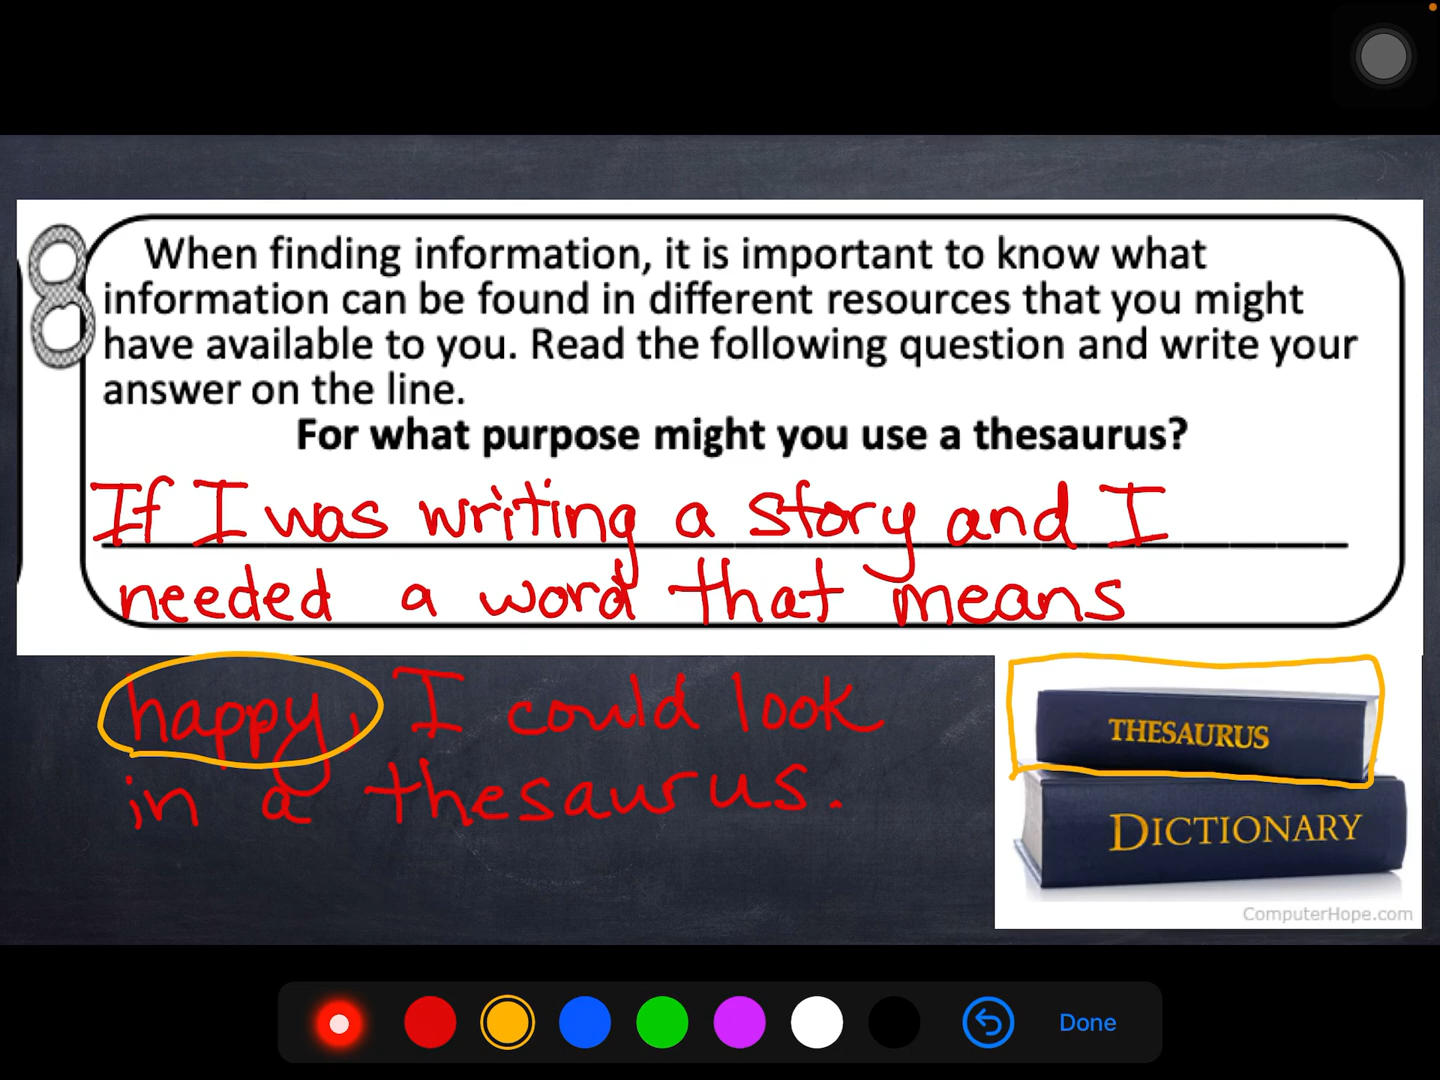 8
When finding information, it is important to know what
information can be found in different resources that you might
have available to you. Read the following question and write your
answer on the line.
For what purpose might you use a thesaurus?
If I was writing a story and I
needed a word that means
happy, I could look
in a thesaurus.
THESAURUS
DICTIONARY
ComputerHope.com
Done